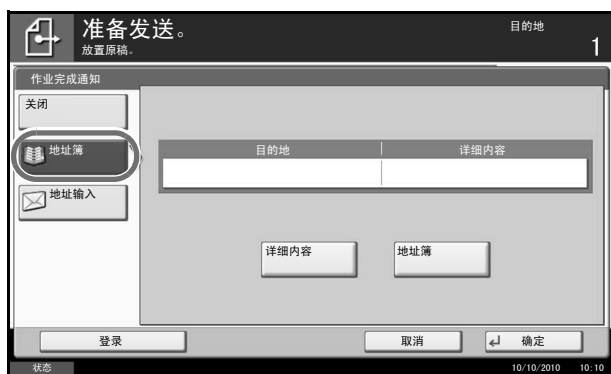 准备发送。
放置原稿。
目的地
1
作业完成通知
关闭
地址簿
地址输入
目的地 详细内容
详细内容 地址簿
登录 取消 确定
状态 10/10/2010 10:10